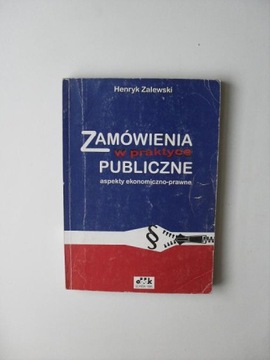 Henryk Zalewski
ZAMÓWIENIA
w praktyce
PUBLICZNE
aspekty ekonomiczno-prawne
§